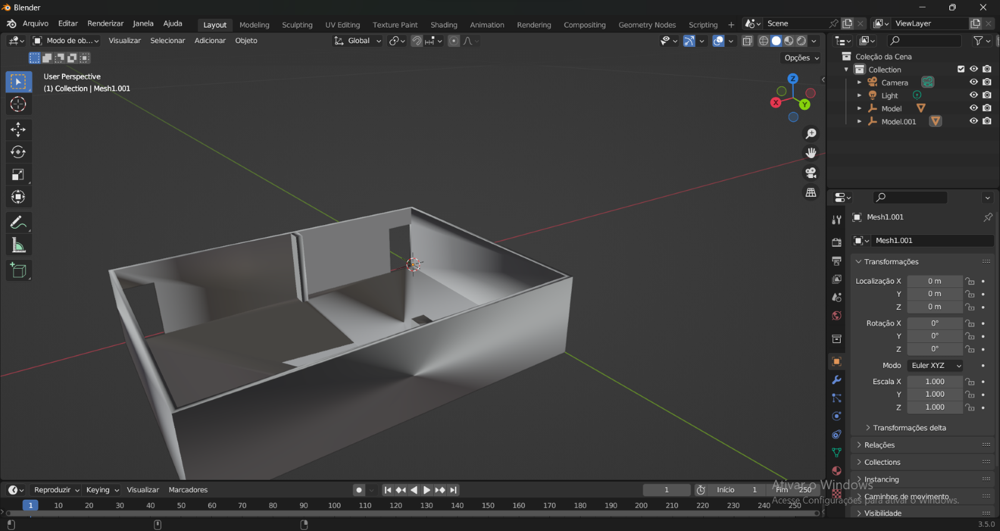 Blender
Arquivo Editar Renderizar Janela Ajuda Layout Modeling Sculpting UV Editing Texture Paint Shading Animation Rendering Compositing Geometry Nodes Scripting + Scene ViewLayer
Modo de ob... Visualizar Selecionar Adicionar Objeto Global
Opções
User Perspective
(1) Collection | Mesh1.001
Z
X
Y
Coleção da Cena
Collection
Camera
Light
Model
Model.001
Mesh1.001
Mesh1.001
Transformações
Localização X 0 m
Y 0 m
Z 0 m
Rotação X 0°
Y 0°
Z 0°
Modo Euler XYZ
Escala X 1.000
Y 1.000
Z 1.000
Transformações delta
Relações
Collections
Instancing
Caminhos de movimento
Visibilidade
Ativar o Windows
Acesse Configurações para ativar o Windows.
Reproduzir Keying Visualizar Marcadores 1 Início 1 Fim 250
1 10 20 30 40 50 60 70 80 90 100 110 120 130 140 150 160 170 180 190 200 210 220 230 240 250
3.5.0